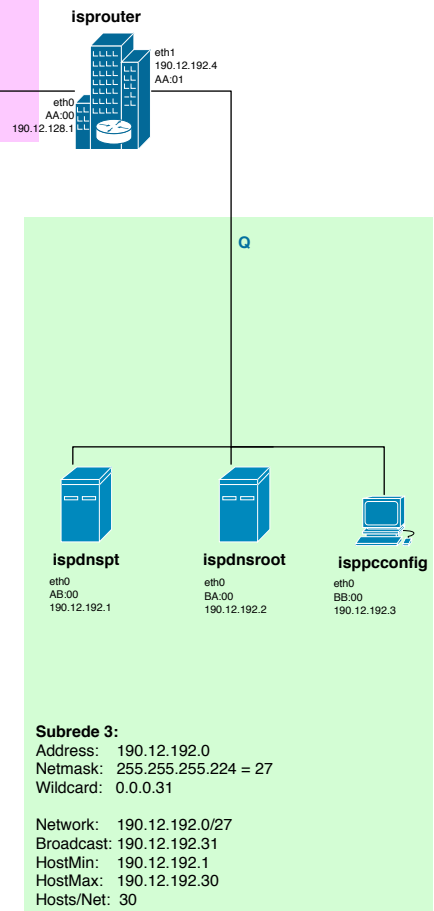 isprouter
eth1
190.12.192.4
AA:01
eth0
AA:00
190.12.128.1
Q
ispdnspt
eth0
AB:00
190.12.192.1
ispdnsroot
eth0
BA:00
190.12.192.2
isppcconfig
eth0
BB:00
190.12.192.3
Subrede 3:
Address: 190.12.192.0
Netmask: 255.255.255.224 = 27
Wildcard: 0.0.0.31
Network: 190.12.192.0/27
Broadcast: 190.12.192.31
HostMin: 190.12.192.1
HostMax: 190.12.192.30
Hosts/Net: 30